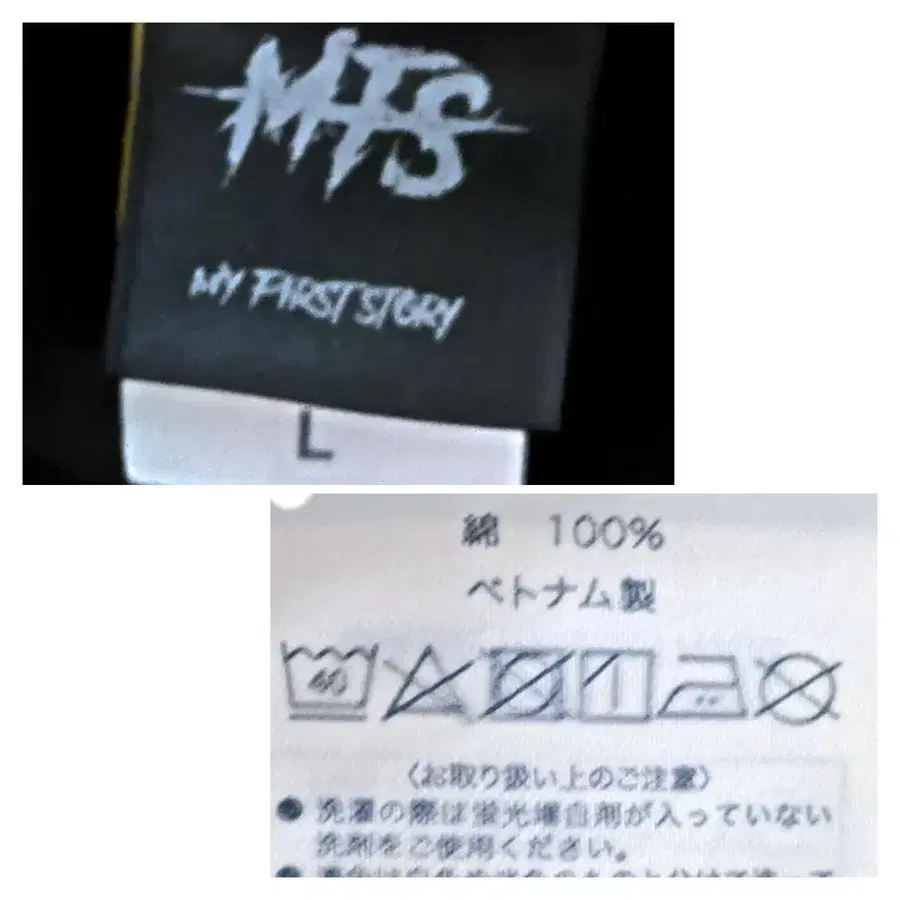 MFS
MY FIRST STORY
L
綿 100%
ベトナム製
40
〈お取り扱い上のご注意〉
● 洗濯の際は蛍光増白剤が入っていない
洗剤をご使用ください。